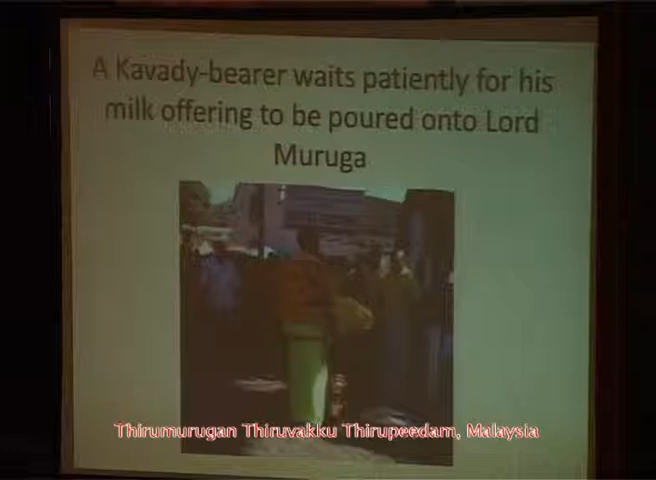 A Kavady-bearer waits patiently for his
milk offering to be poured onto Lord
Muruga
Thirumurugan Thiruvakku Thirupeedam, Malaysia